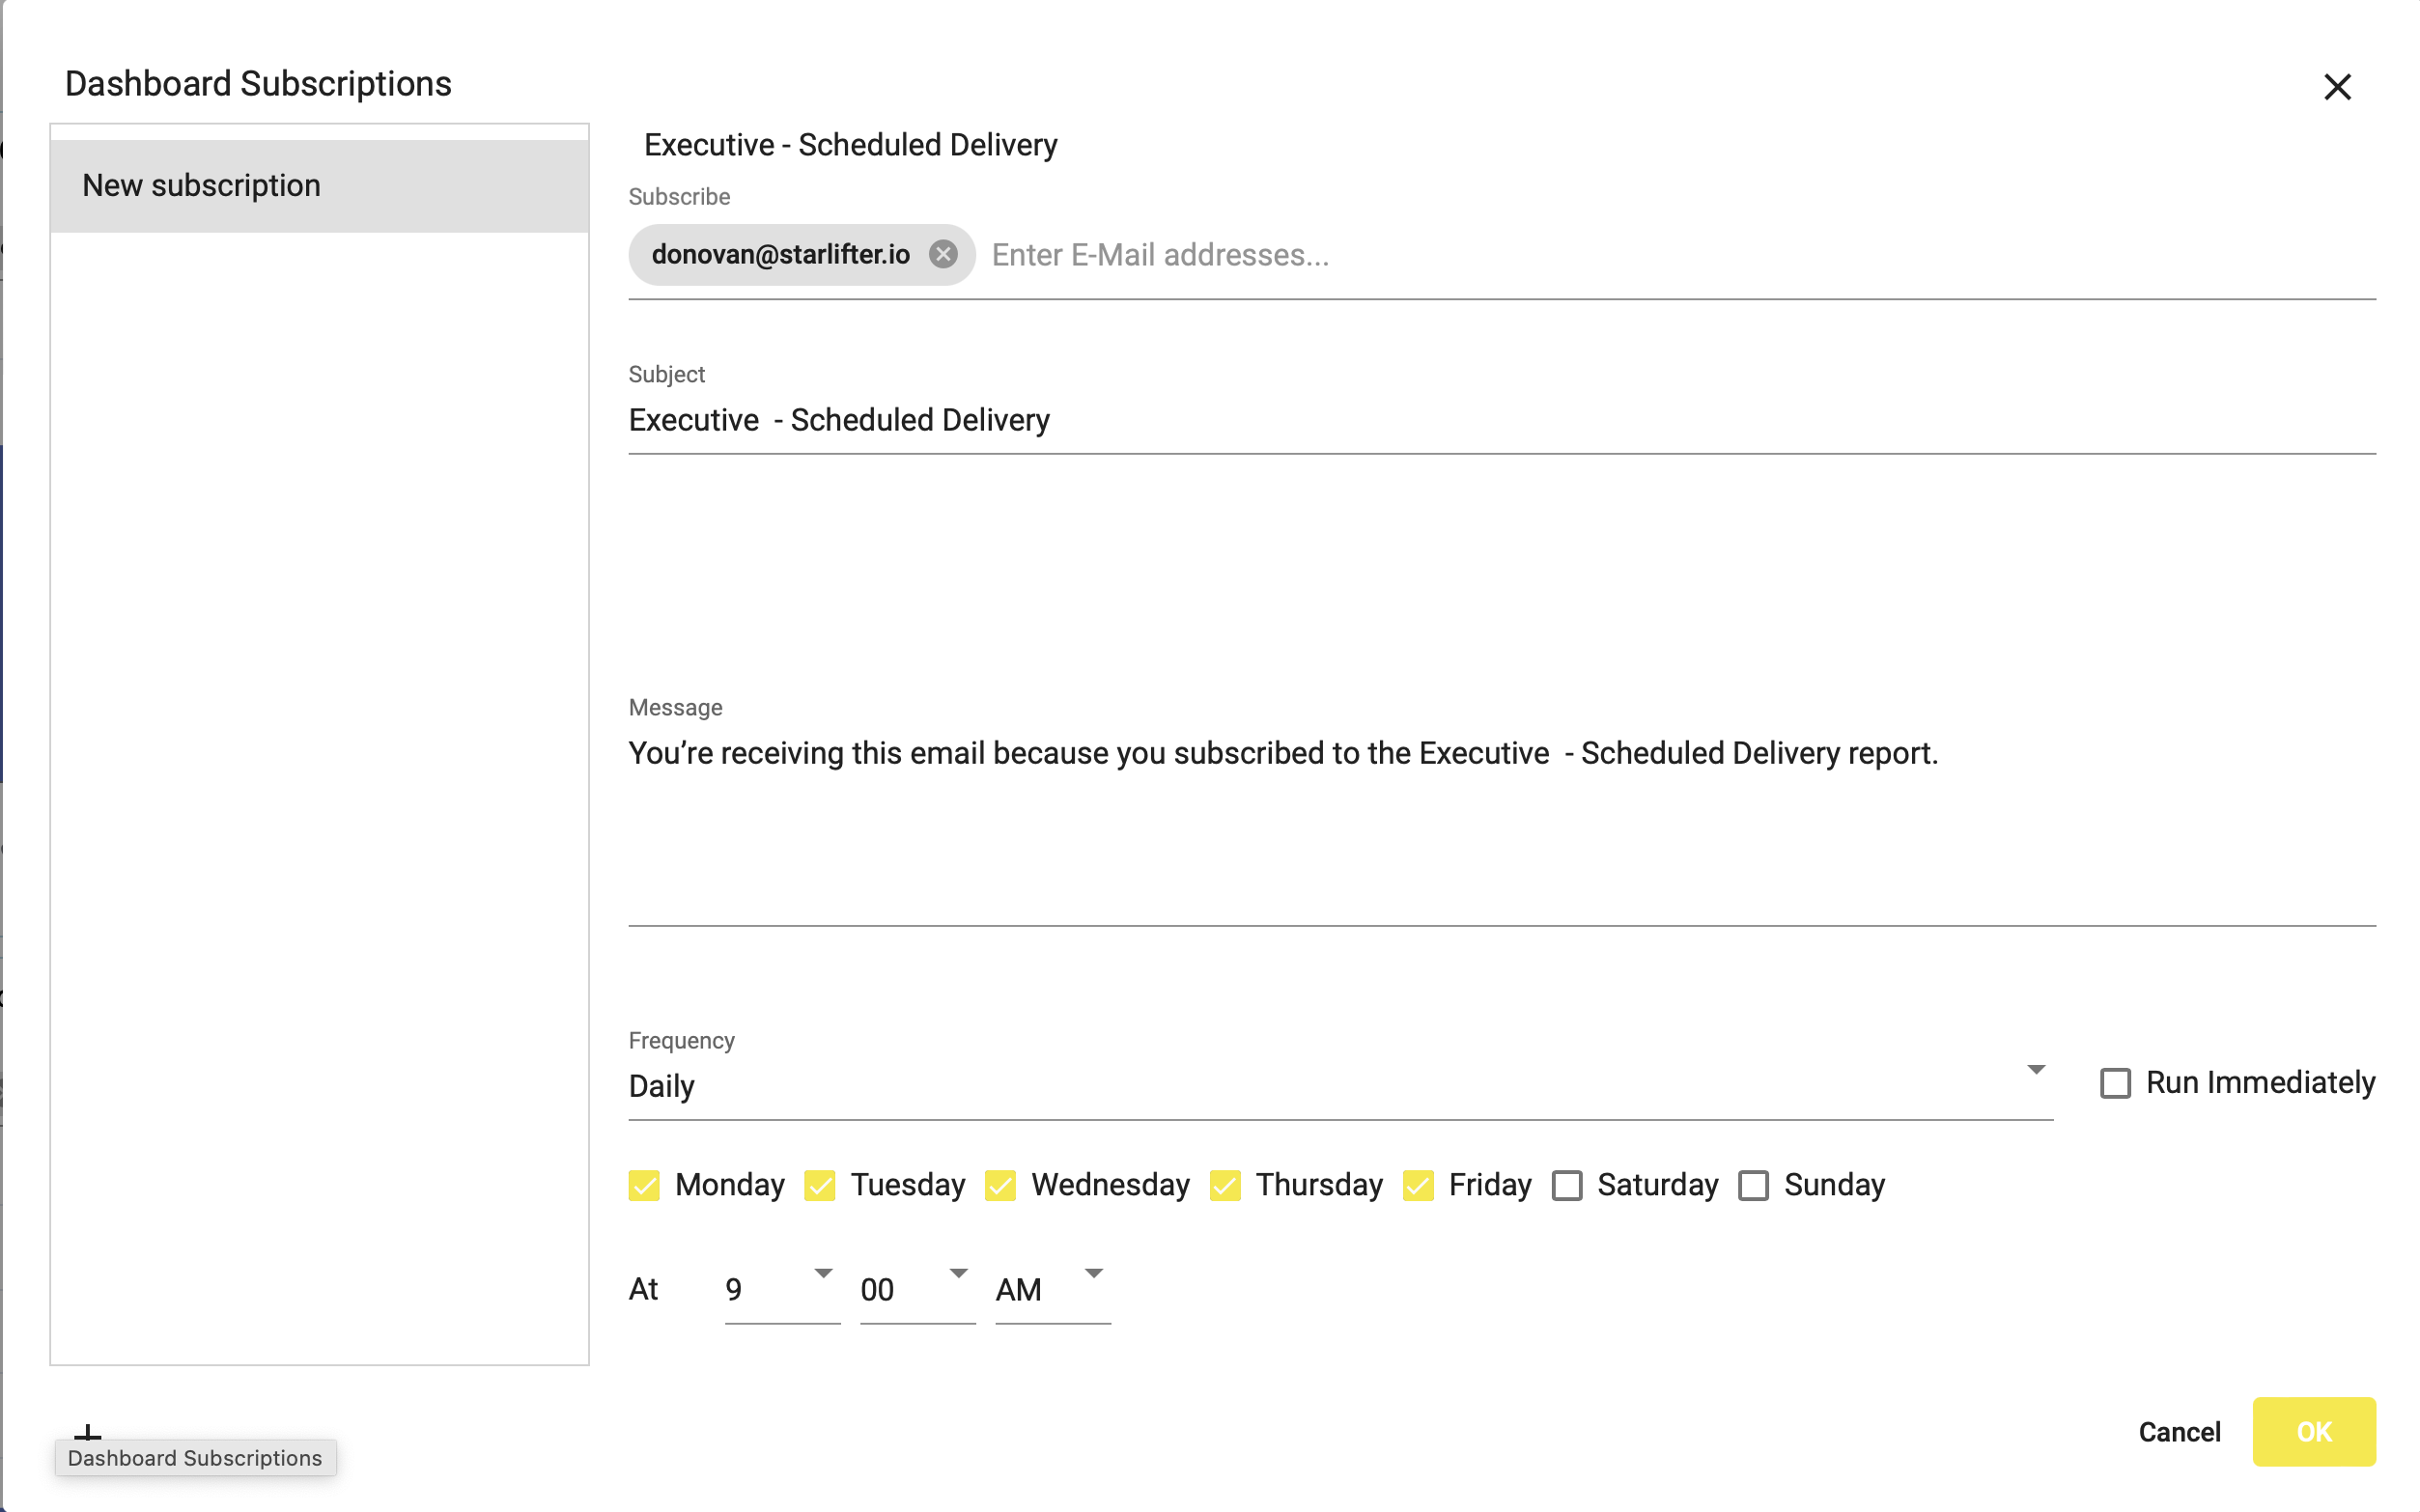 Dashboard Subscriptions
New subscription
Executive - Scheduled Delivery
Subscribe
donovan@starlifter.io Enter E-Mail addresses...
Subject
Executive  - Scheduled Delivery
Message
You’re receiving this email because you subscribed to the Executive  - Scheduled Delivery report.
Frequency
Daily
Run Immediately
Monday Tuesday Wednesday Thursday Friday Saturday Sunday
At 9 00 AM
Cancel OK
Dashboard Subscriptions